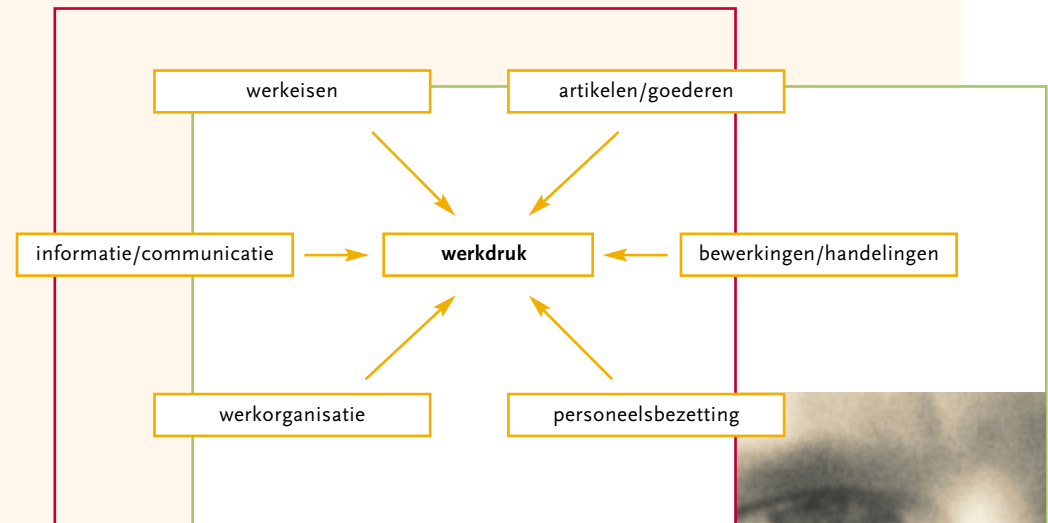 werkeisen
artikelen/goederen
informatie/communicatie
werkdruk
bewerkingen/handelingen
werkorganisatie
personeelsbezetting